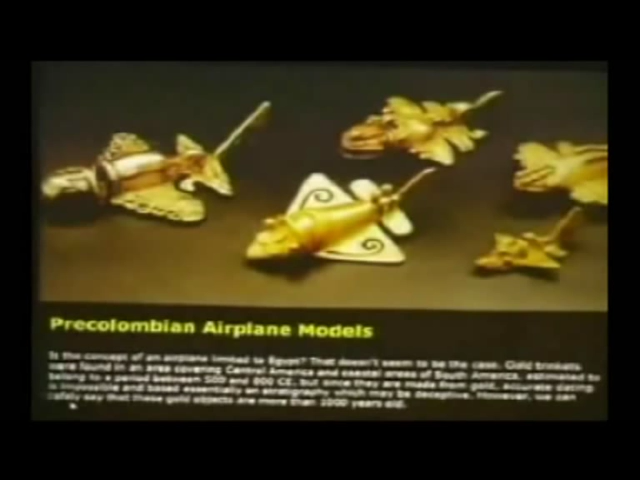 Precolombian Airplane Models
Is the concept of an airplane limited to Egypt? That doesn't seem to be the case. Gold trinkets
were found in an area covering Central America and coastal areas of South America, estimated to
belong to a period between 500 and 800 CE, but since they are made from gold, accurate dating
is impossible and based essentially on stratigraphy which may be deceptive. However, we can
safely say that these gold objects are more than 1000 years old.